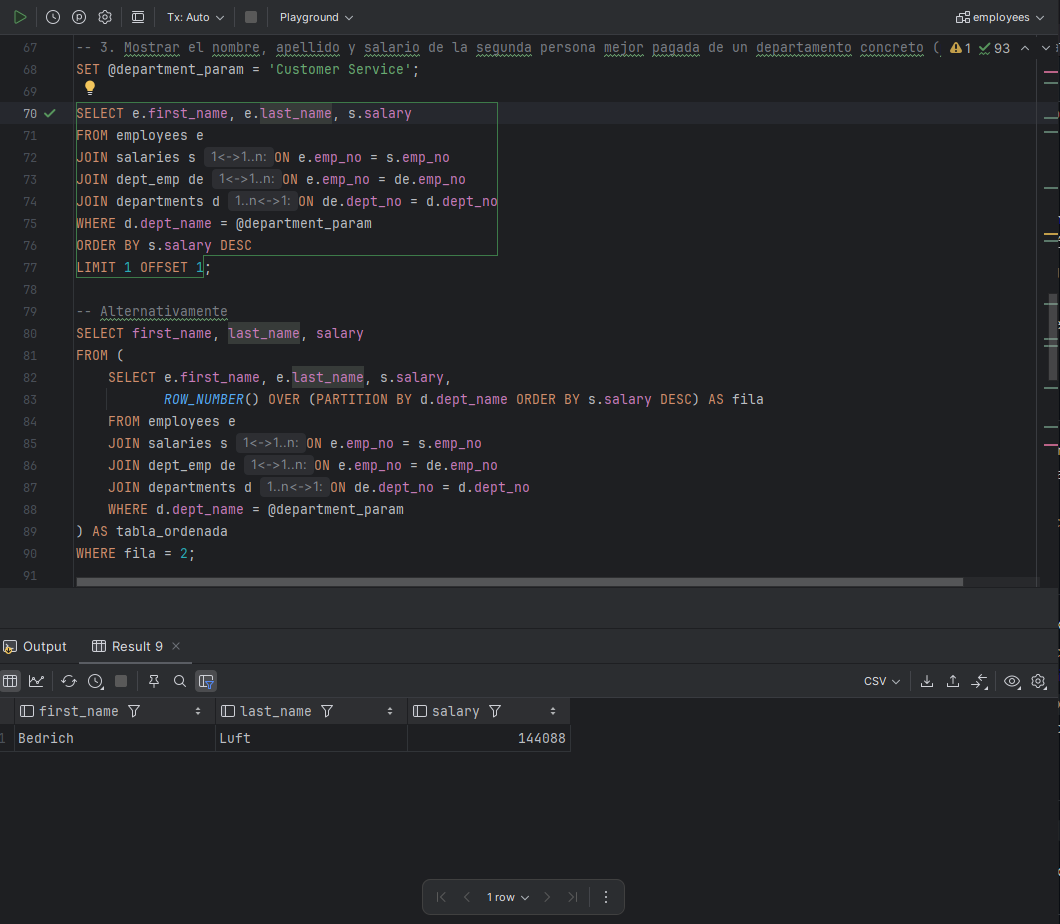 Tx: Auto Playground employees
67 -- 3. Mostrar el nombre, apellido y salario de la segunda persona mejor pagada de un departamento concreto ( 1 93
68 SET @department_param = 'Customer Service';
69
70 SELECT e.first_name, e.last_name, s.salary
71 FROM employees e
72 JOIN salaries s 1<->1..n: ON e.emp_no = s.emp_no
73 JOIN dept_emp de 1<->1..n: ON e.emp_no = de.emp_no
74 JOIN departments d 1..n<->1: ON de.dept_no = d.dept_no
75 WHERE d.dept_name = @department_param
76 ORDER BY s.salary DESC
77 LIMIT 1 OFFSET 1;
78
79 -- Alternativamente
80 SELECT first_name, last_name, salary
81 FROM (
82 SELECT e.first_name, e.last_name, s.salary,
83 ROW_NUMBER() OVER (PARTITION BY d.dept_name ORDER BY s.salary DESC) AS fila
84 FROM employees e
85 JOIN salaries s 1<->1..n: ON e.emp_no = s.emp_no
86 JOIN dept_emp de 1<->1..n: ON e.emp_no = de.emp_no
87 JOIN departments d 1..n<->1: ON de.dept_no = d.dept_no
88 WHERE d.dept_name = @department_param
89 ) AS tabla_ordenada
90 WHERE fila = 2;
91
Output Result 9
CSV
first_name last_name salary
1 Bedrich Luft 144088
1 row